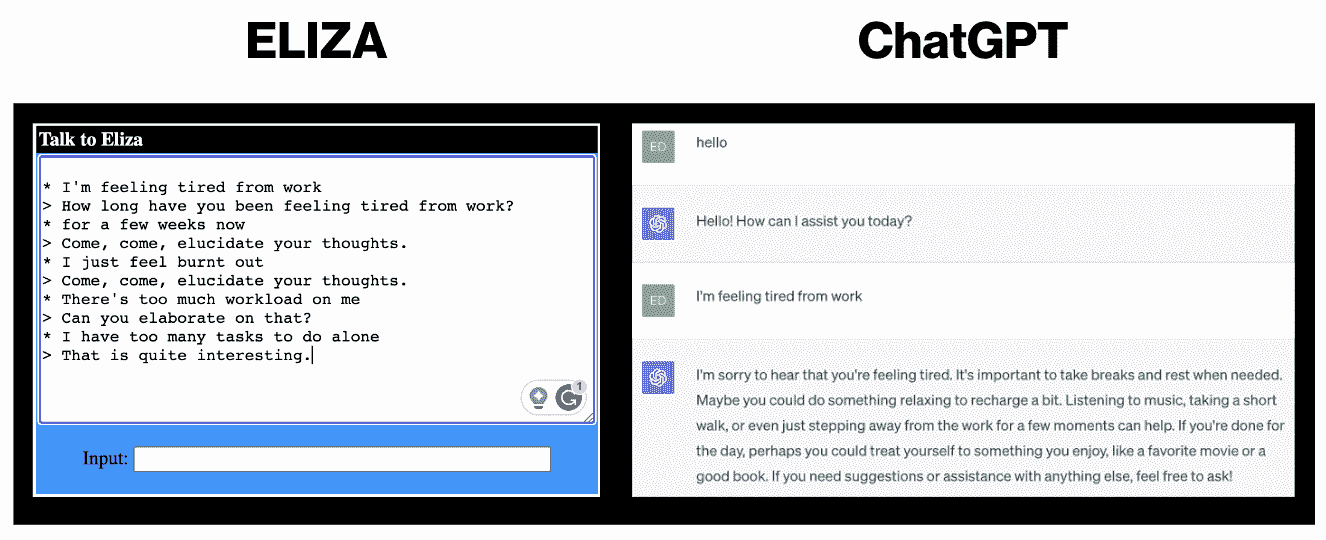 ELIZA
ChatGPT
Talk to Eliza
* I'm feeling tired from work
> How long have you been feeling tired from work?
* for a few weeks now
> Come, come, elucidate your thoughts.
* I just feel burnt out
> Come, come, elucidate your thoughts.
* There's too much workload on me
> Can you elaborate on that?
* I have too many tasks to do alone
> That is quite interesting.
1
Input:
ED
hello
Hello! How can I assist you today?
ED
I'm feeling tired from work
I'm sorry to hear that you're feeling tired. It's important to take breaks and rest when needed.
Maybe you could do something relaxing to recharge a bit. Listening to music, taking a short
walk, or even just stepping away from the work for a few moments can help. If you're done for
the day, perhaps you could treat yourself to something you enjoy, like a favorite movie or a
good book. If you need suggestions or assistance with anything else, feel free to ask!